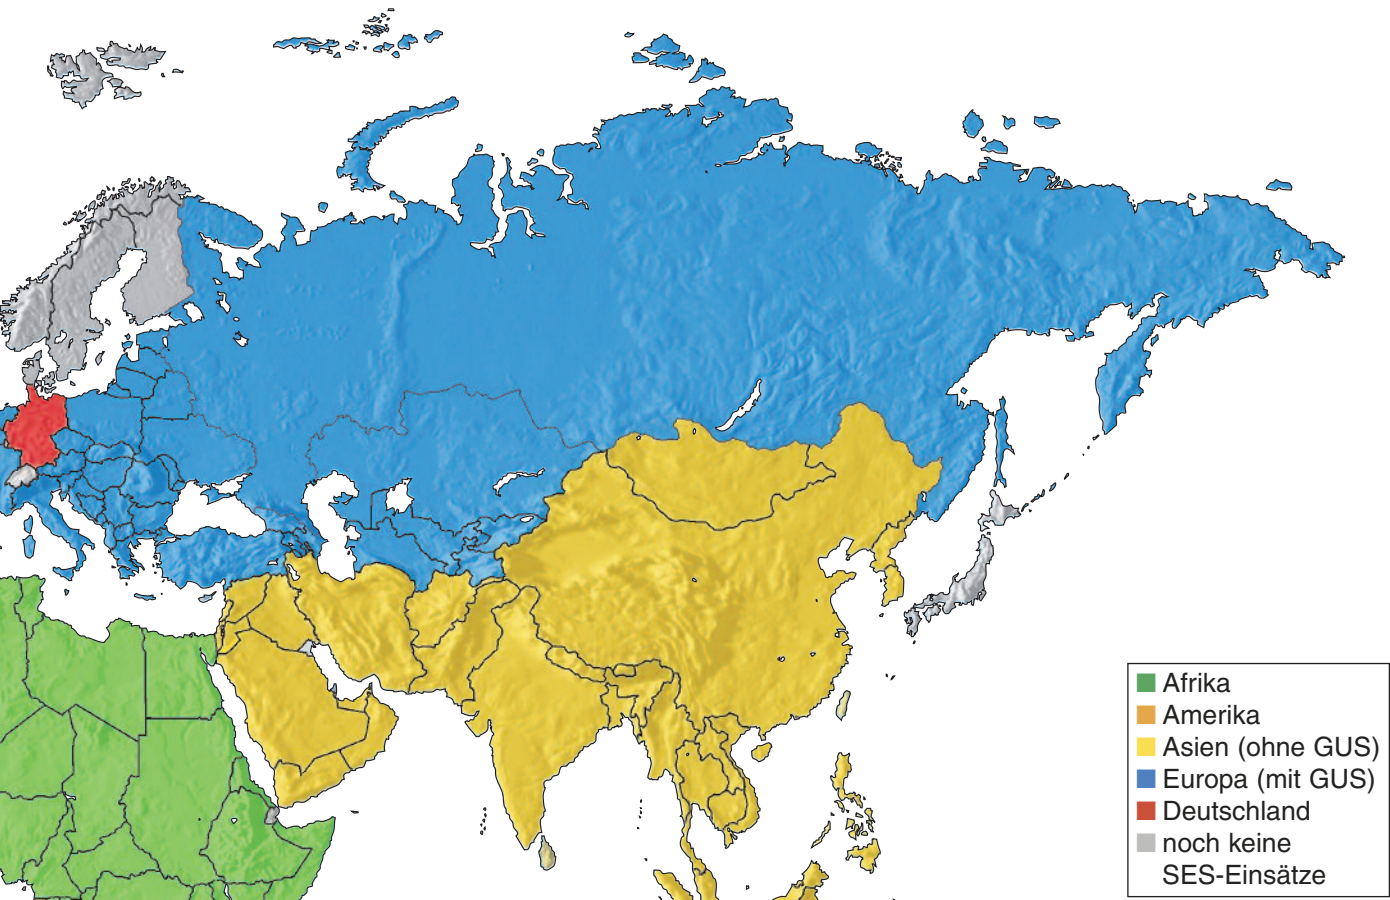 Afrika
Amerika
Asien (ohne GUS)
Europa (mit GUS)
Deutschland
noch keine
SES-Einsätze